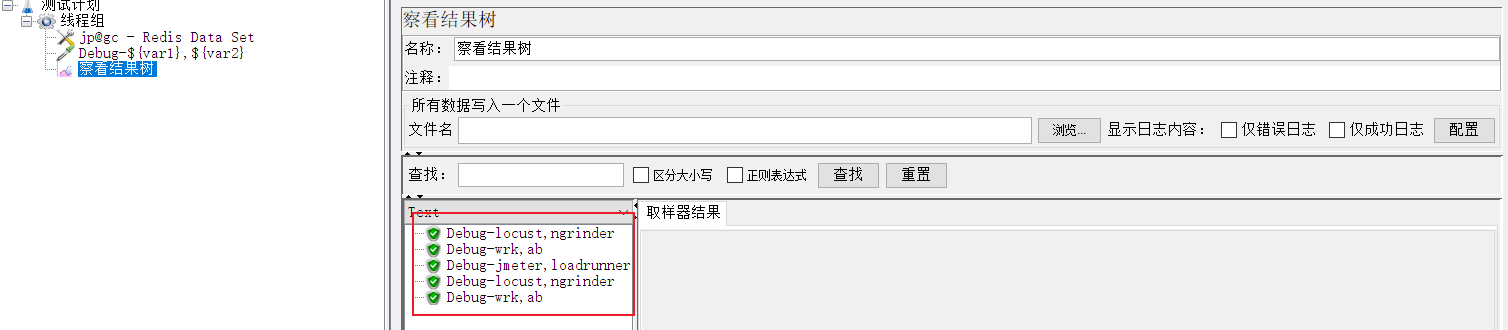 测试计划
线程组
jp@gc - Redis Data Set
Debug-${var1},${var2}
察看结果树
察看结果树
名称： 察看结果树
注释：
所有数据写入一个文件
文件名 浏览... 显示日志内容： 仅错误日志 仅成功日志 配置
查找： 区分大小写 正则表达式 查找 重置
Text
取样器结果
Debug-locust,ngrinder
Debug-wrk,ab
Debug-jmeter,loadrunner
Debug-locust,ngrinder
Debug-wrk,ab